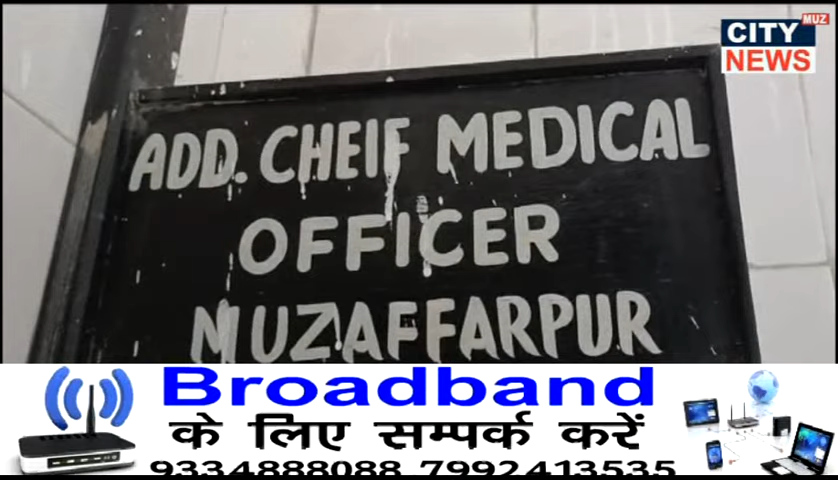 MUZ
CITY
NEWS
ADD. CHEIF MEDICAL
OFFICER
MUZAFFARPUR
Broadband
के लिए सम्पर्क करें
9334888088 7992413535